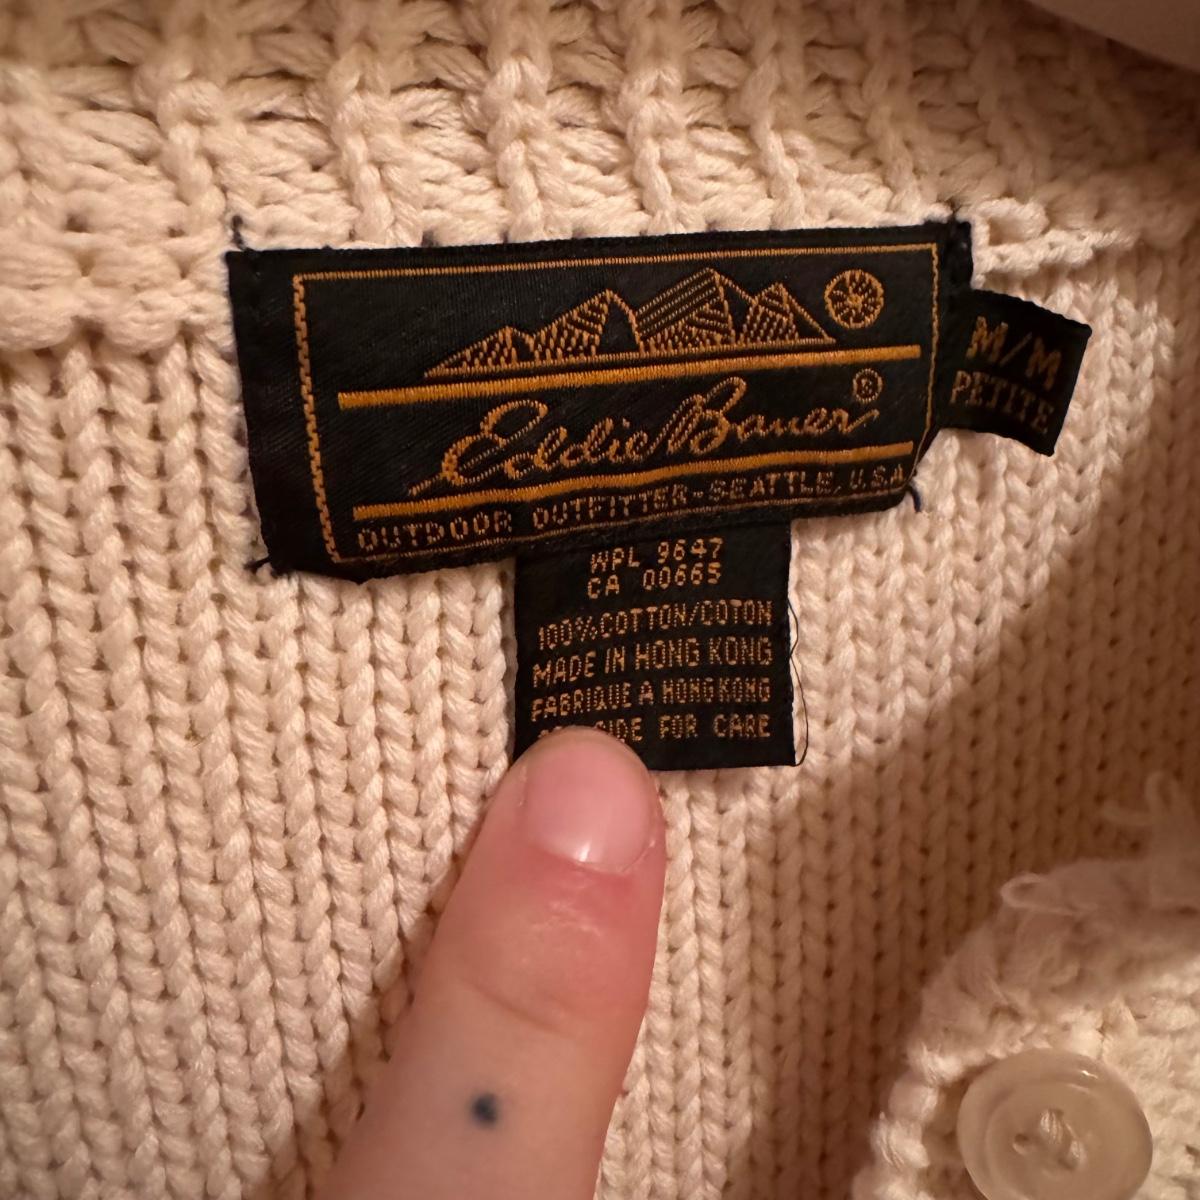 Eddie Bauer®
OUTDOOR OUTFITTER-SEATTLE, U.S.A
M/M
PETITE
WPL 9647
CA 00665
100% COTTON/COTON
MADE IN HONG KONG
FABRIQUE A HONG KONG
FOR CARE